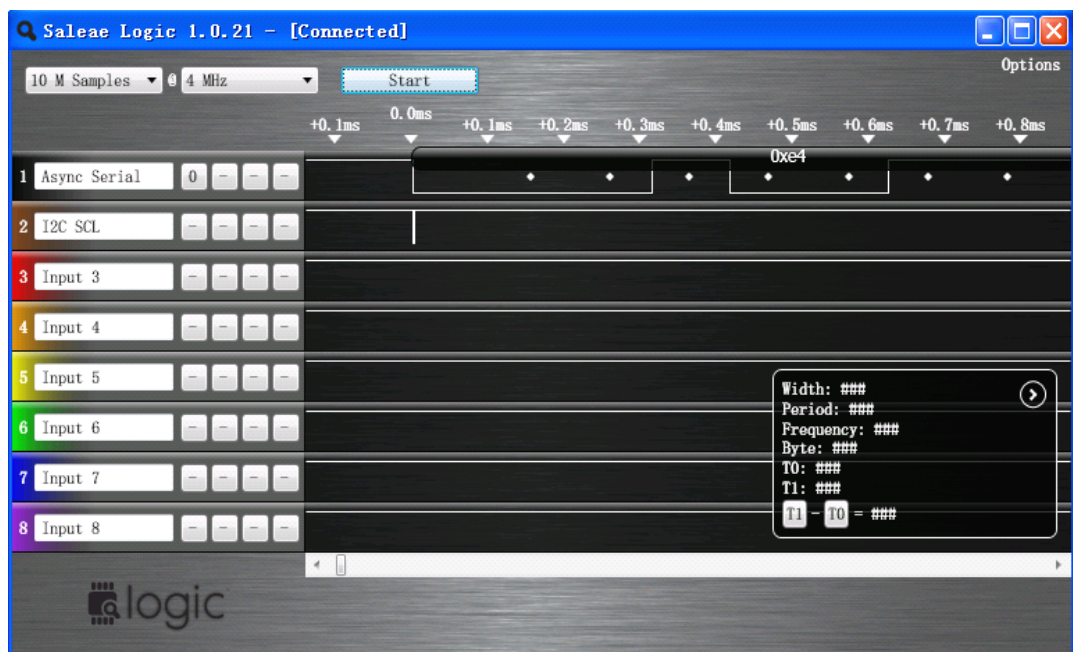 Saleae Logic 1.0.21 - [Connected]
Options
10 M Samples @ 4 MHz Start
+0.1ms 0.0ms +0.1ms +0.2ms +0.3ms +0.4ms +0.5ms +0.6ms +0.7ms +0.8ms
0xe4
1 Async Serial 0 - - -
2 I2C SCL - - - -
3 Input 3 - - - -
4 Input 4 - - - -
5 Input 5 - - - -
6 Input 6 - - - -
7 Input 7 - - - -
8 Input 8 - - - -
Width: ###
Period: ###
Frequency: ###
Byte: ###
T0: ###
T1: ###
T1 - T0 = ###
logic